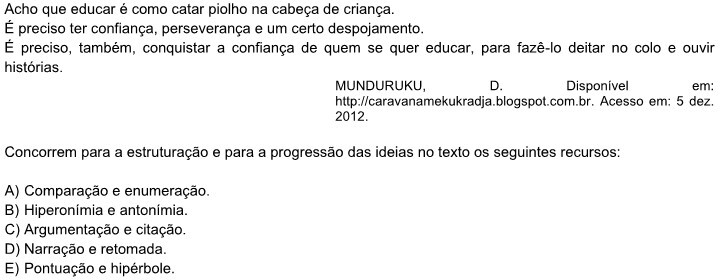 Acho que educar é como catar piolho na cabeça de criança.
É preciso ter confiança, perseverança e um certo despojamento.
É preciso, também, conquistar a confiança de quem se quer educar, para fazê-lo deitar no colo e ouvir
histórias.
MUNDURUKU, D. Disponível em:
http://caravanamekukradja.blogspot.com.br. Acesso em: 5 dez.
2012.
Concorrem para a estruturação e para a progressão das ideias no texto os seguintes recursos:
A) Comparação e enumeração.
B) Hiperonímia e antonímia.
C) Argumentação e citação.
D) Narração e retomada.
E) Pontuação e hipérbole.